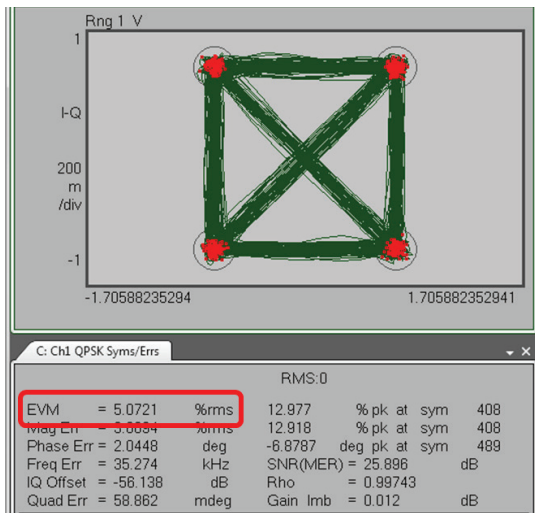 Rng 1 V
1
I-Q
200
m
/div
-1
-1.70588235294 1.705882352941
C: Ch1 QPSK Syms/Errs
RMS:0
EVM = 5.0721 %rms 12.977 % pk at sym 408
Mag Err %rms 12.918 % pk at sym 408
Phase Err = 2.0448 deg -6.8787 deg pk at sym 489
Freq Err = 35.274 kHz SNR(MER) = 25.896 dB
IQ Offset = -56.138 dB Rho = 0.99743
Quad Err = 58.862 mdeg Gain Imb = 0.012 dB